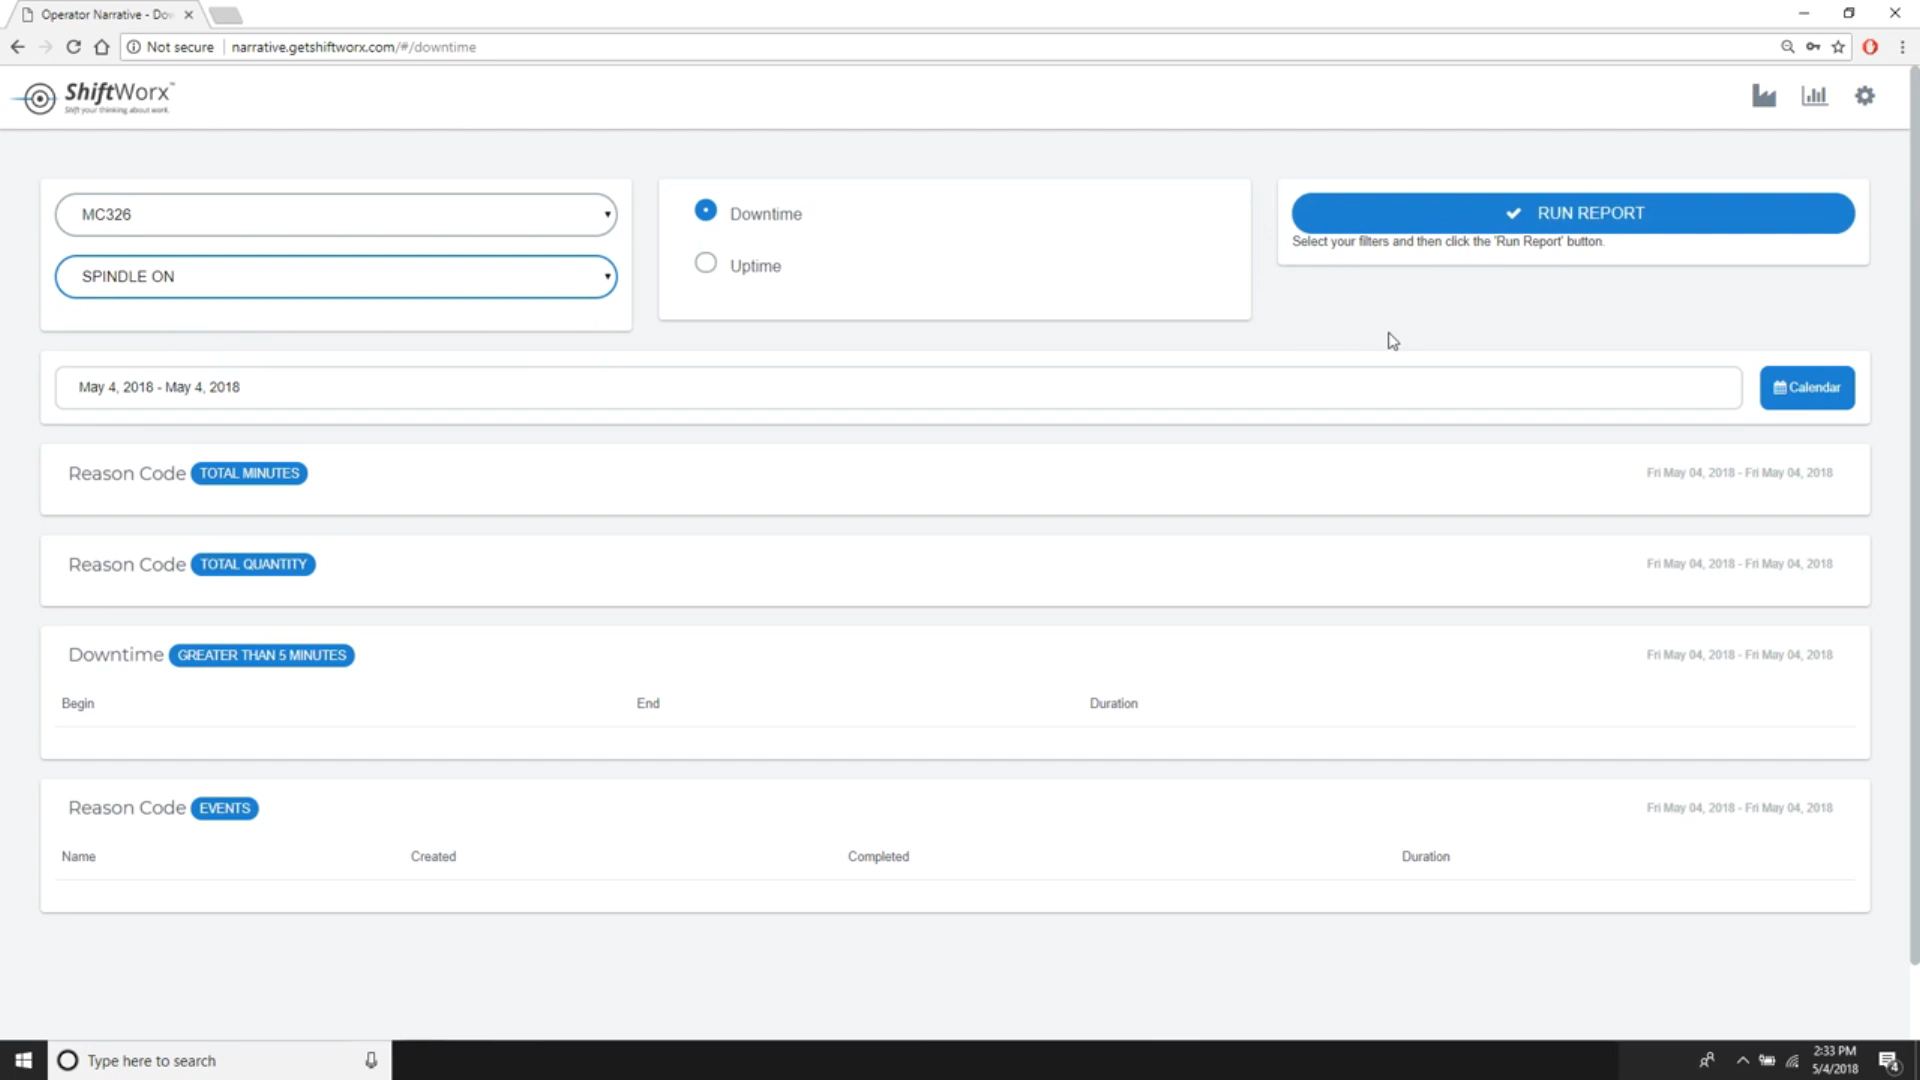 Operator Narrative - Dow
Not secure | narrative.getshiftworx.com/#/downtime
ShiftWorx™
Shift your thinking about work.
MC326
SPINDLE ON
Downtime
Uptime
RUN REPORT
Select your filters and then click the 'Run Report' button.
May 4, 2018 - May 4, 2018
Calendar
Reason Code TOTAL MINUTES
Fri May 04, 2018 - Fri May 04, 2018
Reason Code TOTAL QUANTITY
Fri May 04, 2018 - Fri May 04, 2018
Downtime GREATER THAN 5 MINUTES
Fri May 04, 2018 - Fri May 04, 2018
Begin End Duration
Reason Code EVENTS
Fri May 04, 2018 - Fri May 04, 2018
Name Created Completed Duration
Type here to search
2:33 PM
5/4/2018
4